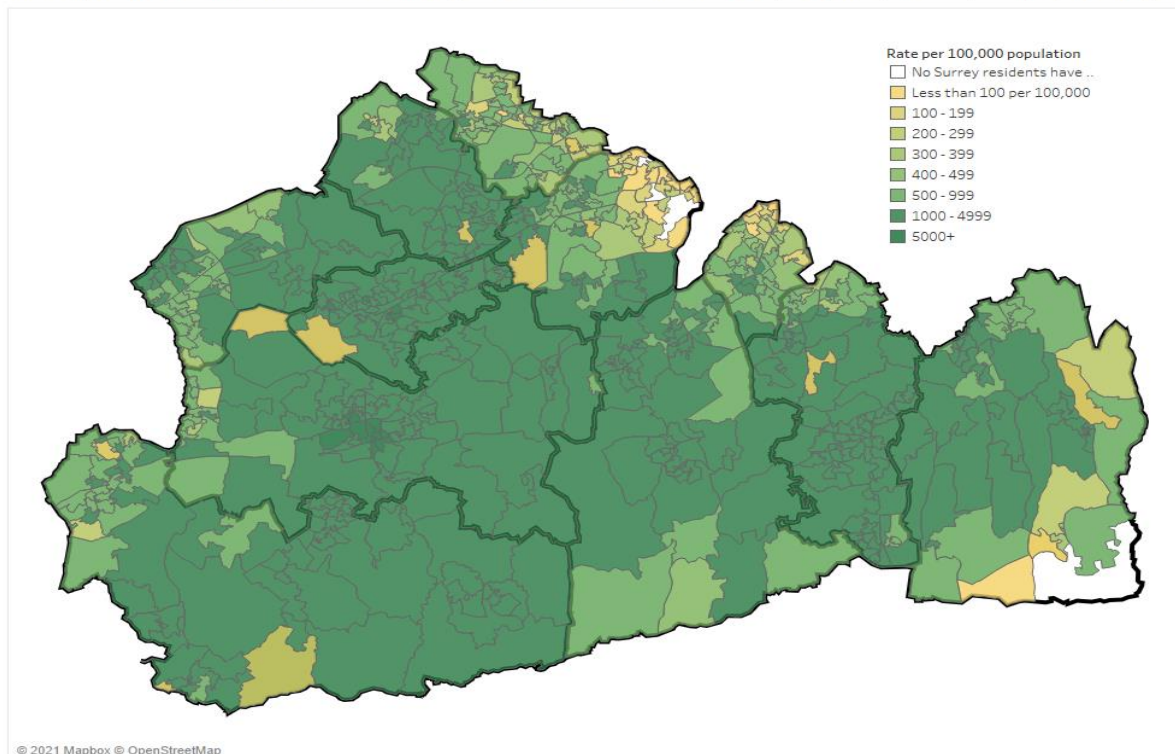 Rate per 100,000 population
No Surrey residents have ..
Less than 100 per 100,000
100 - 199
200 - 299
300 - 399
400 - 499
500 - 999
1000 - 4999
5000+
© 2021 Mapbox © OpenStreetMap